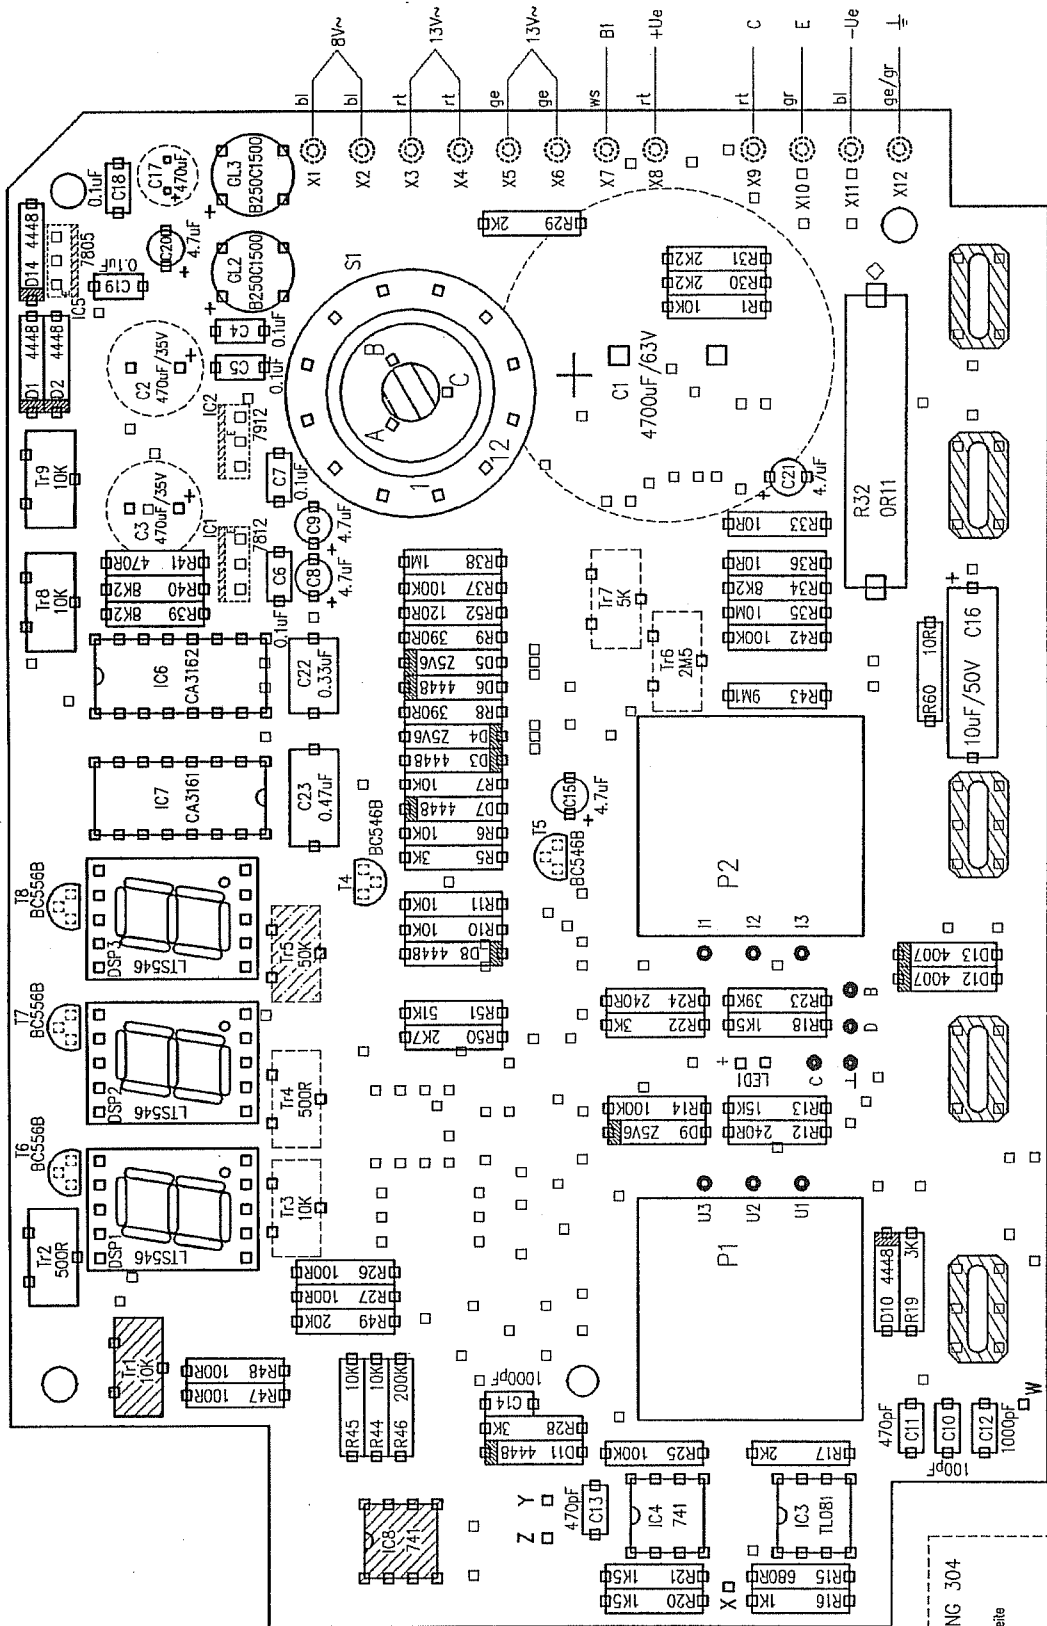 bl
8V~
bl
rt
13V~
rt
ge
13V~
ge
ws
B1
rt
+Ue
rt
C
gr
E
bl
-Ue
ge/gr
X1
X2
X3
X4
X5
X6
X7
X8
X9
X10
X11
X12
D14 4448
IC5
7805
0.1uF
C18
C17
470uF
+
GL3
B250C1500
C19
0.1uF
C20
4.7uF
+
GL2
B250C1500
+
D1 4448
D2 4448
C2
470uF/35V
+
C4
0.1uF
C5
0.1uF
S1
A
B
C
1
12
2K R29
2K2 R31
2K2 R30
10K R1
C1
4700uF/63V
+
Tr9
10K
C3
470uF/35V
+
IC2
7912
C7
0.1uF
IC1
7812
C9
4.7uF
C6
0.1uF
C8
4.7uF
+
C21
4.7uF
+
R32
0R11
10R R33
Tr8
10K
470R R41
8K2 R40
8K2 R39
1M R38
100K R37
120R R52
390R R9
Z5V6 D5
4448 D6
390R R8
Z5V6 D4
4448 D3
10K R7
4448 D7
10K R6
3K R5
Tr7
5K
Tr6
2M5
10R R36
8K2 R34
10M R35
100K R42
9M1 R43
R60 10R
10uF/50V C16
+
IC6
CA3162
C22
0.33uF
IC7
CA3161
C23
0.47uF
C15
4.7uF
+
T4
BC546B
T5
BC546B
P2
T8
BC556B
DSP3
LTS546
Tr5
50K
10K R11
10K R10
D8 4448
I1
I2
I3
4007 D13
4007 D12
T7
BC556B
DSP2
LTS546
Tr4
500R
51K R51
2K7 R50
240R R24
3K R22
39K R23
1K5 R18
B
D
+
LED1
C
T6
BC556B
DSP1
LTS546
Tr3
10K
100K R14
Z5V6 D9
15K R13
240R R12
U3
U2
U1
P1
Tr2
500R
100R R26
100R R27
20K R49
D10 4448
R19 3K
Tr1
10K
100R R48
100R R47
R45 10K
R44 10K
R46 200K
1000pF
C14
3K R28
4448 D11
100K R25
2K R17
470pF
C11
C10
100pF
C12
1000pF
W
IC8
741
Z
Y
470pF
C13
IC4
741
IC3
TL081
1K5 R21
1K5 R20
X
680R R15
1K R16
NG 304
eite